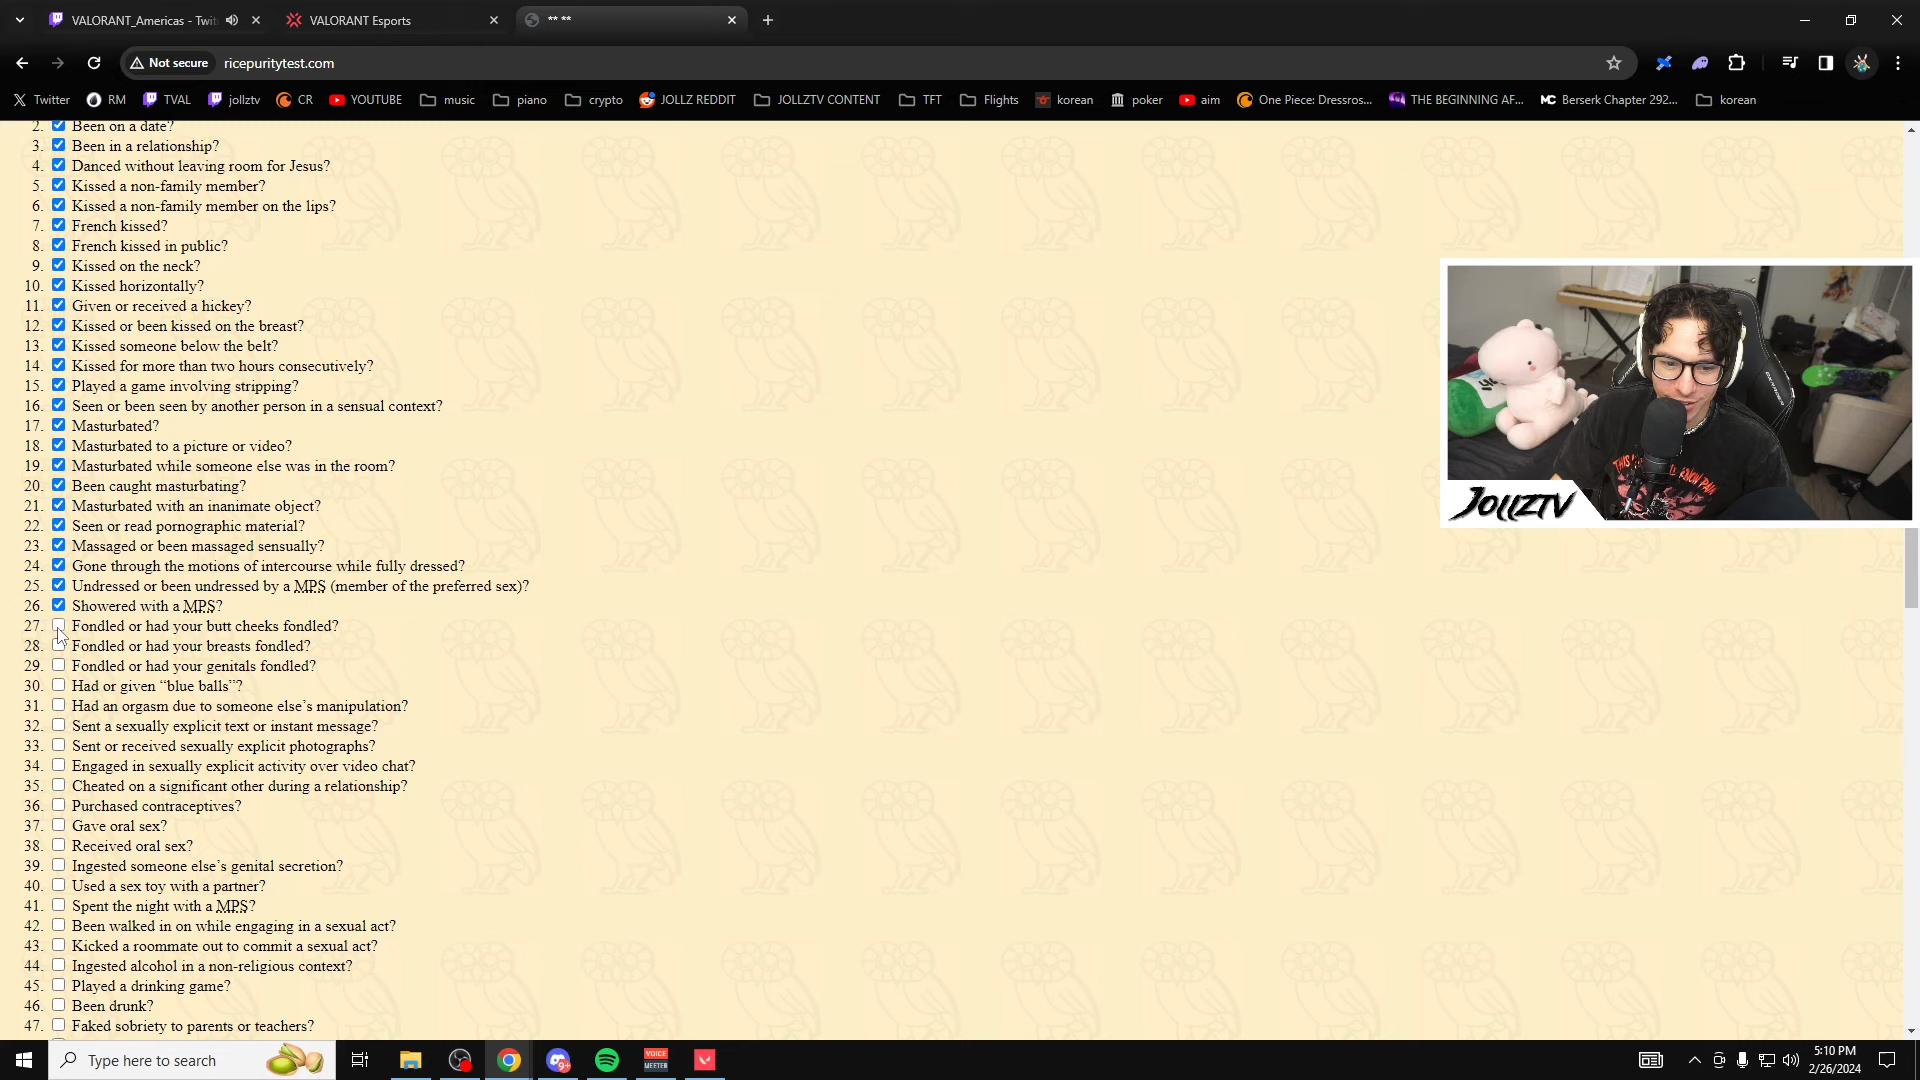 VALORANT_Americas - Twit
VALORANT Esports
** **
Not secure
ricepuritytest.com
Twitter
RM
TVAL
jollztv
CR
YOUTUBE
music
piano
crypto
JOLLZ REDDIT
JOLLZTV CONTENT
TFT
Flights
korean
poker
aim
One Piece: Dressros...
THE BEGINNING AF...
MC Berserk Chapter 292...
korean
2. Been on a date?
3. Been in a relationship?
4. Danced without leaving room for Jesus?
5. Kissed a non-family member?
6. Kissed a non-family member on the lips?
7. French kissed?
8. French kissed in public?
9. Kissed on the neck?
10. Kissed horizontally?
11. Given or received a hickey?
12. Kissed or been kissed on the breast?
13. Kissed someone below the belt?
14. Kissed for more than two hours consecutively?
15. Played a game involving stripping?
16. Seen or been seen by another person in a sensual context?
17. Masturbated?
18. Masturbated to a picture or video?
19. Masturbated while someone else was in the room?
20. Been caught masturbating?
21. Masturbated with an inanimate object?
22. Seen or read pornographic material?
23. Massaged or been massaged sensually?
24. Gone through the motions of intercourse while fully dressed?
25. Undressed or been undressed by a MPS (member of the preferred sex)?
26. Showered with a MPS?
27. Fondled or had your butt cheeks fondled?
28. Fondled or had your breasts fondled?
29. Fondled or had your genitals fondled?
30. Had or given “blue balls”?
31. Had an orgasm due to someone else’s manipulation?
32. Sent a sexually explicit text or instant message?
33. Sent or received sexually explicit photographs?
34. Engaged in sexually explicit activity over video chat?
35. Cheated on a significant other during a relationship?
36. Purchased contraceptives?
37. Gave oral sex?
38. Received oral sex?
39. Ingested someone else’s genital secretion?
40. Used a sex toy with a partner?
41. Spent the night with a MPS?
42. Been walked in on while engaging in a sexual act?
43. Kicked a roommate out to commit a sexual act?
44. Ingested alcohol in a non-religious context?
45. Played a drinking game?
46. Been drunk?
47. Faked sobriety to parents or teachers?
JOLLZTV
Type here to search
9+
VOICE
MEETER
5:10 PM
2/26/2024